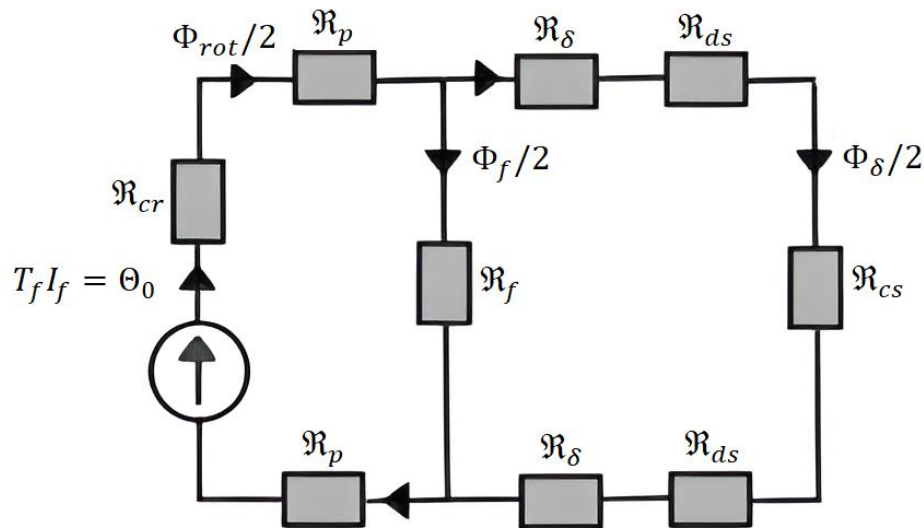 Φ_rot/2
ℜ_p
ℜ_δ
ℜ_ds
ℜ_cr
Φ_f/2
Φ_δ/2
T_f I_f = Θ_0
ℜ_f
ℜ_cs
ℜ_p
ℜ_δ
ℜ_ds